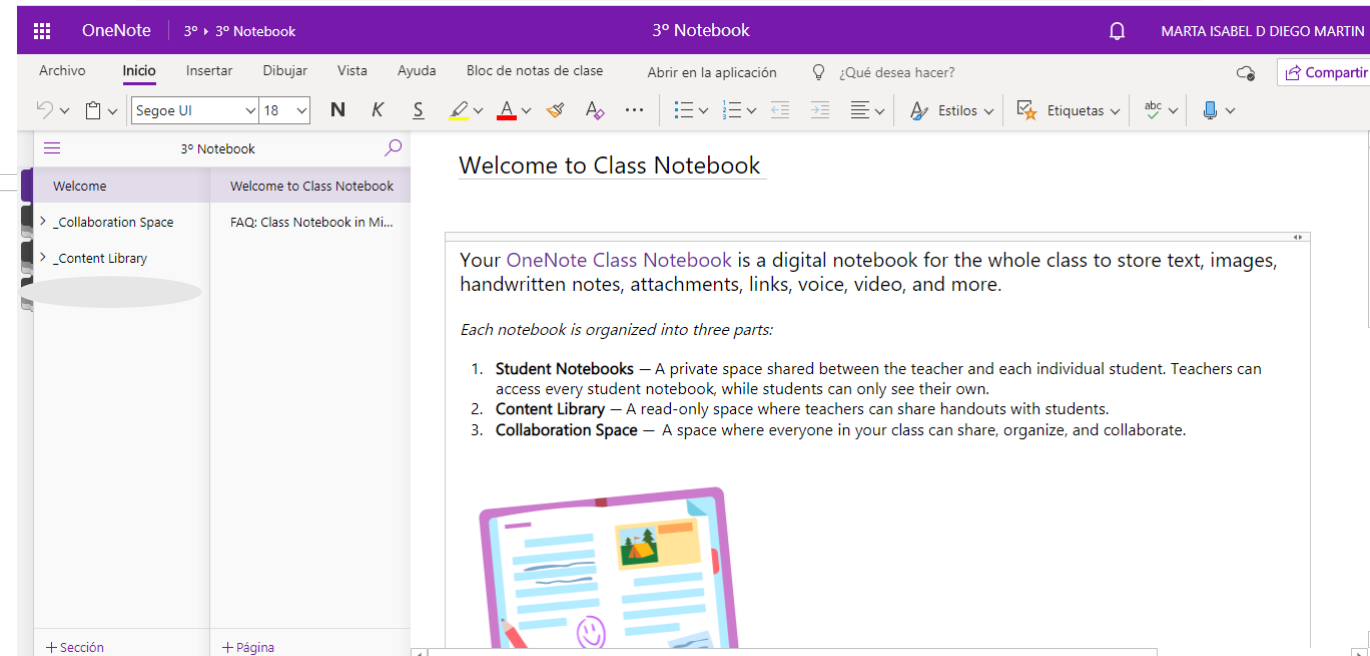 OneNote 3º ▸ 3º Notebook 3º Notebook MARTA ISABEL D DIEGO MARTIN
Archivo Inicio Insertar Dibujar Vista Ayuda Bloc de notas de clase Abrir en la aplicación ¿Qué desea hacer? Compartir
Segoe UI 18 N K S A A Estilos Etiquetas abc
3º Notebook
Welcome
_Collaboration Space
_Content Library
Welcome to Class Notebook
FAQ: Class Notebook in Mi...
+ Sección
+ Página
Welcome to Class Notebook
Your OneNote Class Notebook is a digital notebook for the whole class to store text, images,
handwritten notes, attachments, links, voice, video, and more.
Each notebook is organized into three parts:
1. Student Notebooks — A private space shared between the teacher and each individual student. Teachers can
access every student notebook, while students can only see their own.
2. Content Library — A read-only space where teachers can share handouts with students.
3. Collaboration Space — A space where everyone in your class can share, organize, and collaborate.